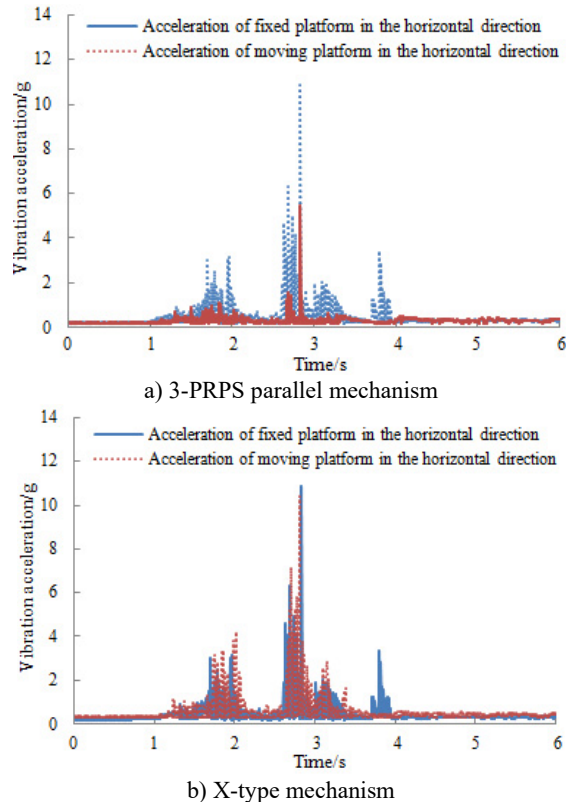 14
Acceleration of fixed platform in the horizontal direction
12
Acceleration of moving platform in the horizontal direction
10
8
6
4
2
0
Vibration acceleration/g
0 1 2 3 4 5 6
Time/s
a) 3-PRPS parallel mechanism
14
Acceleration of fixed platform in the horizontal direction
12
Acceleration of moving platform in the horizontal direction
10
8
6
4
2
0
Vibration acceleration/g
0 1 2 3 4 5 6
Time/s
b) X-type mechanism